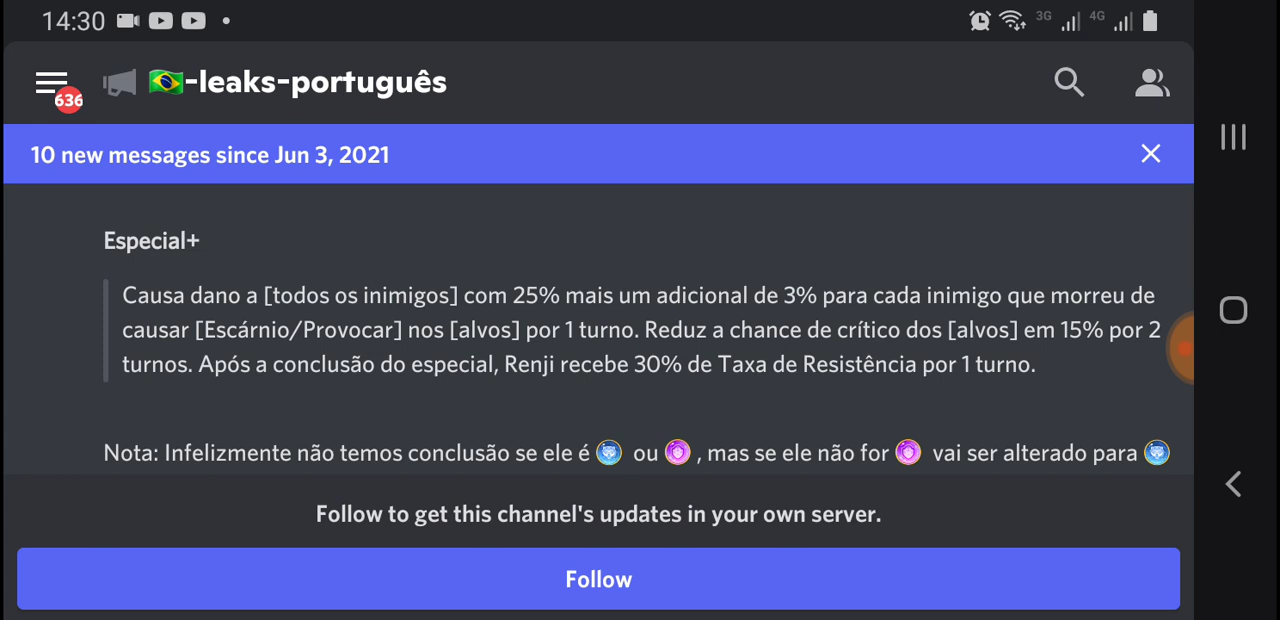 14:30
3G 4G
636
-leaks-português
10 new messages since Jun 3, 2021
Especial+
Causa dano a [todos os inimigos] com 25% mais um adicional de 3% para cada inimigo que morreu de
causar [Escárnio/Provocar] nos [alvos] por 1 turno. Reduz a chance de crítico dos [alvos] em 15% por 2
turnos. Após a conclusão do especial, Renji recebe 30% de Taxa de Resistência por 1 turno.
Nota: Infelizmente não temos conclusão se ele é ou , mas se ele não for vai ser alterado para
Follow to get this channel's updates in your own server.
Follow